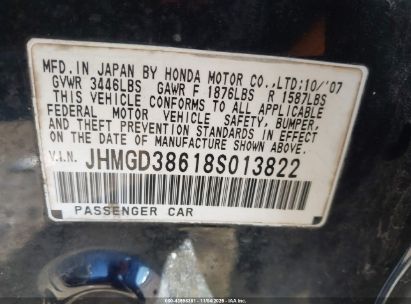 MFD. IN JAPAN BY HONDA MOTOR CO.,LTD:10/'07
GVWR 3446LBS GAWR F 1876LBS R 1587LBS
THIS VEHICLE CONFORMS TO ALL APPLICABLE
FEDERAL MOTOR VEHICLE SAFETY, BUMPER,
AND THEFT PREVENTION STANDARDS IN EFFECT
ON THE DATE OF MANUFACTURE SHOWN ABOVE.
V.I.N. JHMGD38618S013822
PASSENGER CAR